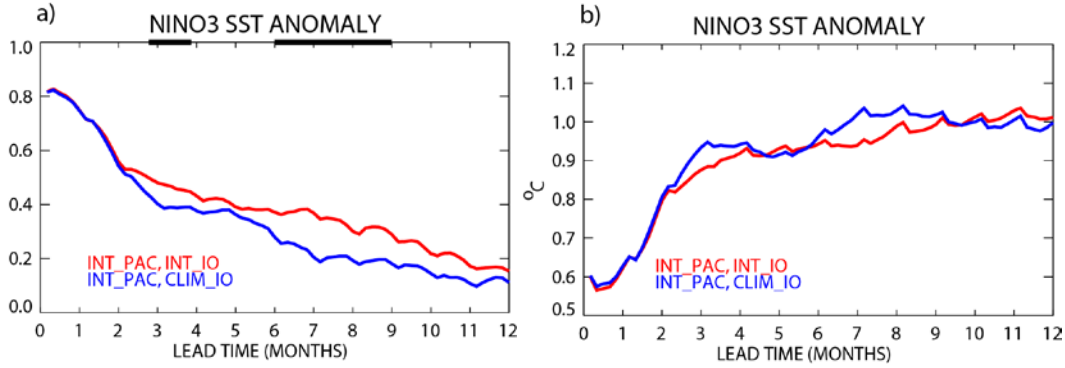 a)
NINO3 SST ANOMALY
1.0
0.8
0.6
0.4
0.2
0.0
INT_PAC, INT_IO
INT_PAC, CLIM_IO
0 1 2 3 4 5 6 7 8 9 10 11 12
LEAD TIME (MONTHS)
b)
NINO3 SST ANOMALY
1.2
1.1
1.0
0.9
0.8
0.7
0.6
0.5
°C
INT_PAC, INT_IO
INT_PAC, CLIM_IO
0 1 2 3 4 5 6 7 8 9 10 11 12
LEAD TIME (MONTHS)